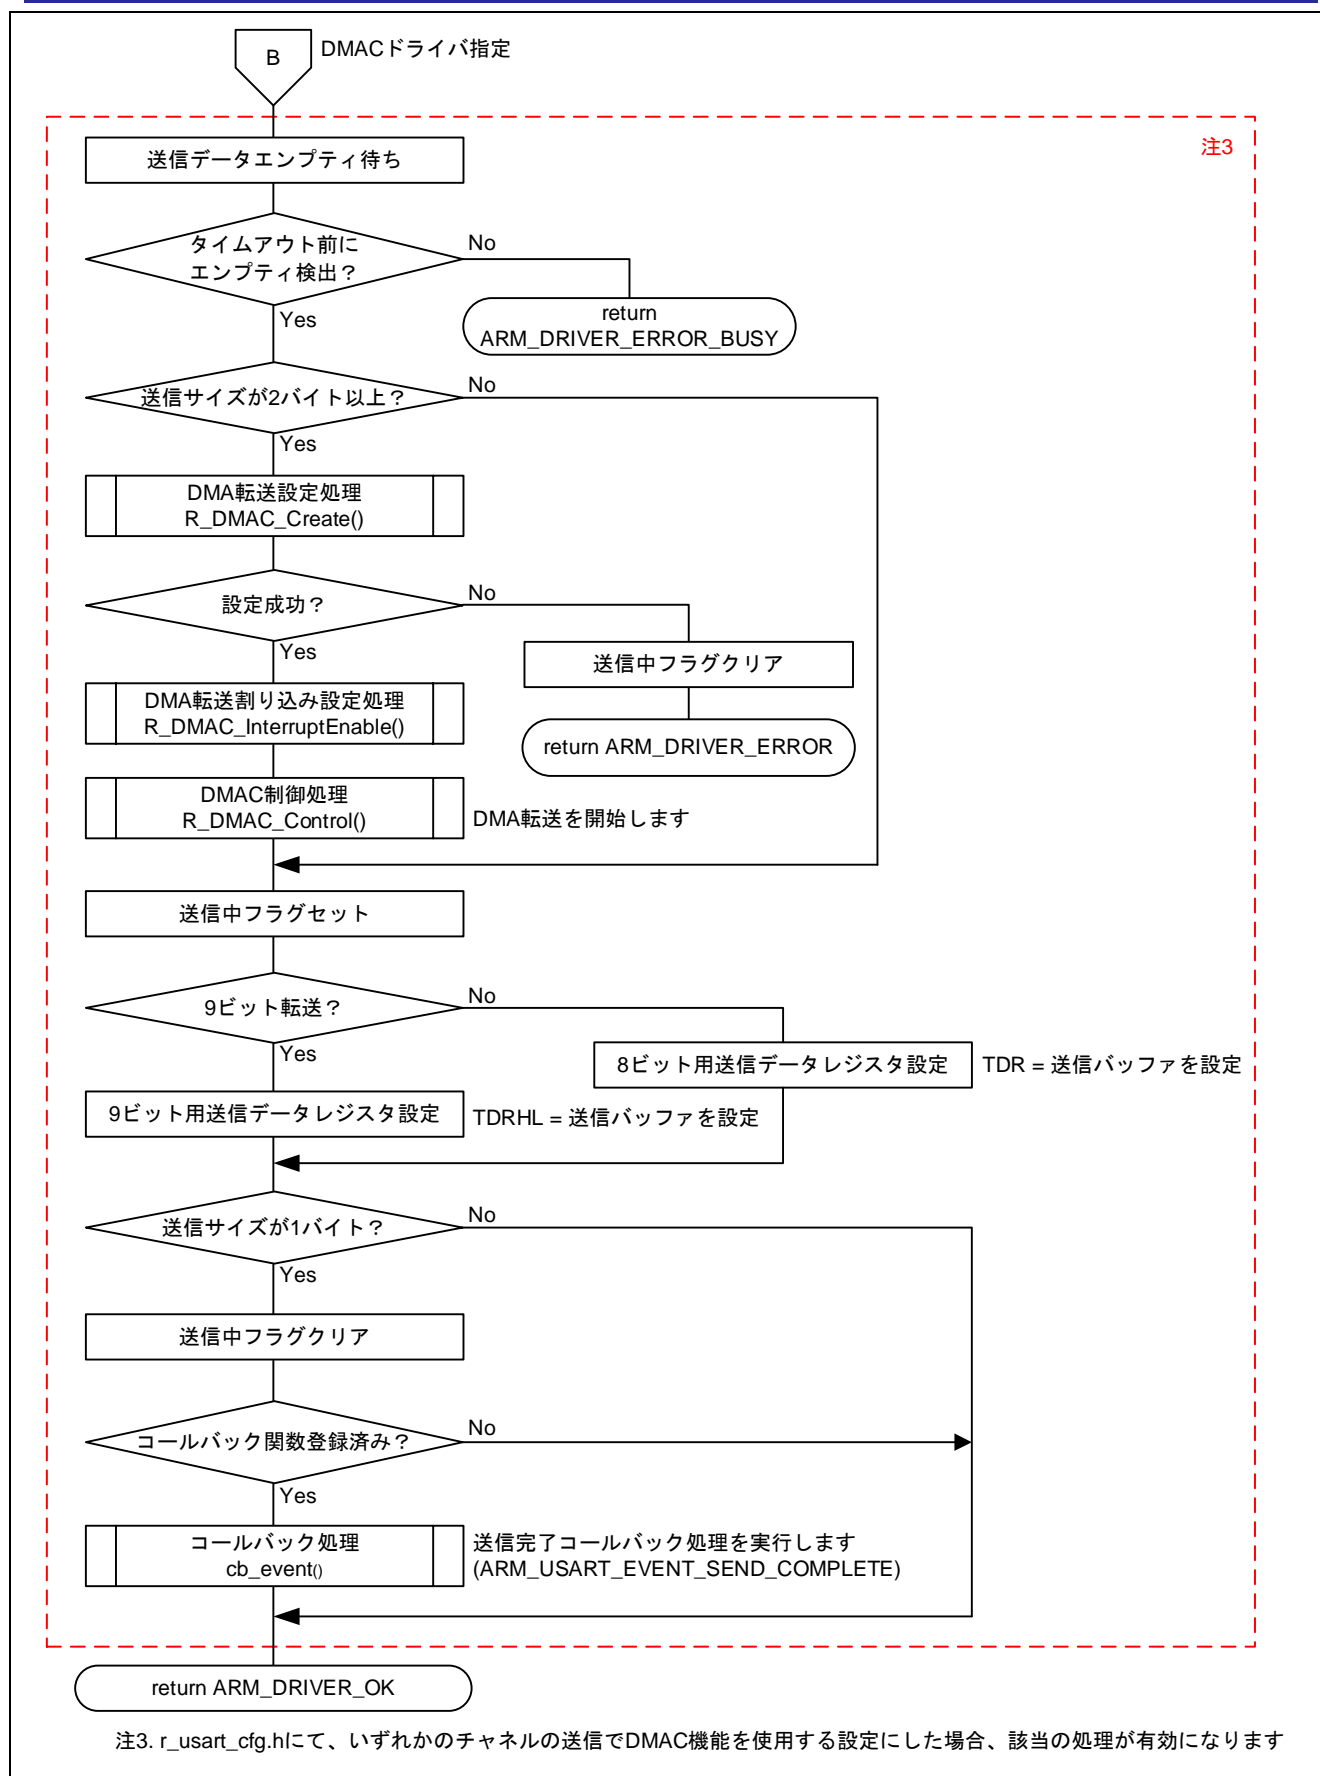 B
DMACドライバ指定
注3
送信データエンプティ待ち
タイムアウト前に
エンプティ検出？
No
Yes
return
ARM_DRIVER_ERROR_BUSY
送信サイズが2バイト以上？
No
Yes
DMA転送設定処理
R_DMAC_Create()
設定成功？
No
Yes
送信中フラグクリア
return ARM_DRIVER_ERROR
DMA転送割り込み設定処理
R_DMAC_InterruptEnable()
DMAC制御処理
R_DMAC_Control()
DMA転送を開始します
送信中フラグセット
9ビット転送？
No
Yes
8ビット用送信データレジスタ設定
TDR = 送信バッファを設定
9ビット用送信データレジスタ設定
TDRHL = 送信バッファを設定
送信サイズが1バイト？
No
Yes
送信中フラグクリア
コールバック関数登録済み？
No
Yes
コールバック処理
cb_event()
送信完了コールバック処理を実行します
(ARM_USART_EVENT_SEND_COMPLETE)
return ARM_DRIVER_OK
注3. r_usart_cfg.hにて、いずれかのチャネルの送信でDMAC機能を使用する設定にした場合、該当の処理が有効になります